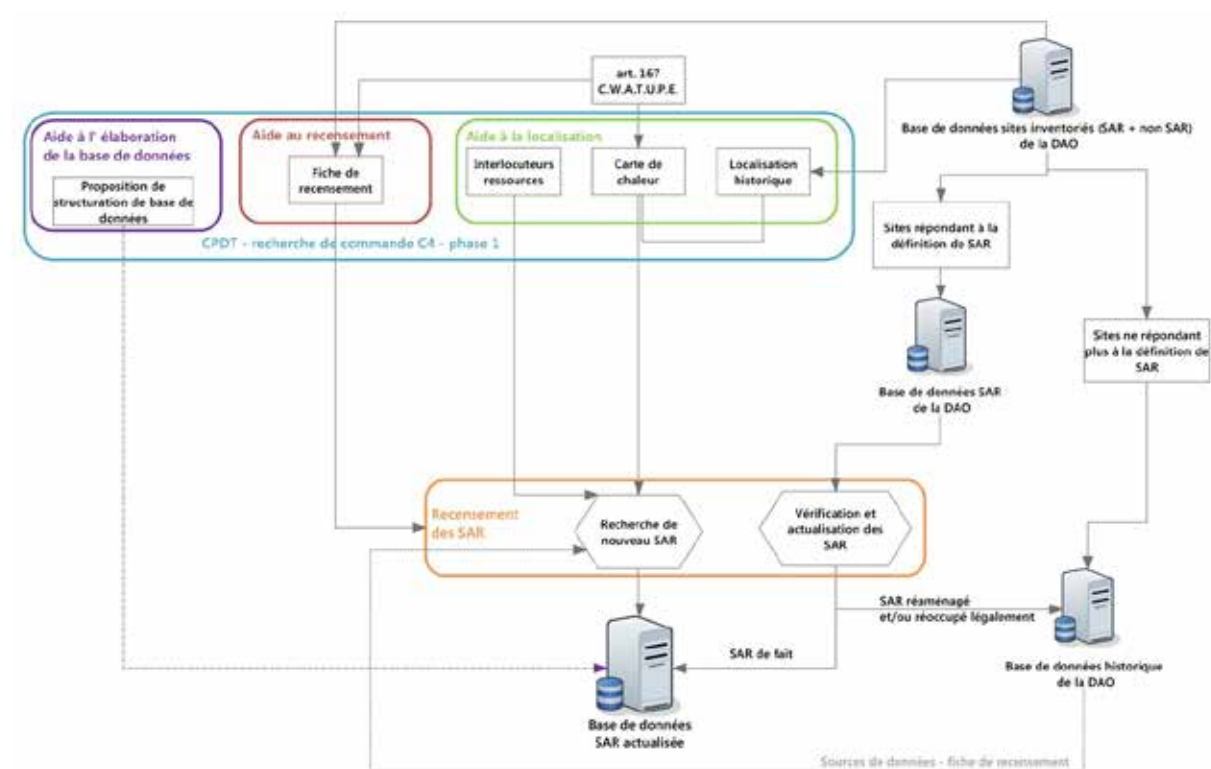 art. 167
C.W.A.T.U.P.E.
Base de données sites inventoriés (SAR + non SAR)
de la DAO
Aide à l' élaboration
de la base de données
Proposition de
structuration de base de
données
Aide au recensement
Fiche de
recensement
Aide à la localisation
Interlocuteurs
ressources
Carte de
chaleur
Localisation
historique
CPDT - recherche de commande C4 - phase 1
Sites répondant à la
définition de SAR
Base de données SAR
de la DAO
Sites ne répondant
plus à la définition de
SAR
Recensement
des SAR
Recherche de
nouveau SAR
Vérification et
actualisation des
SAR
SAR réaménagé
et/ou réoccupé légalement
SAR de fait
Base de données historique
de la DAO
Base de données
SAR actualisée
Sources de données - fiche de recensement